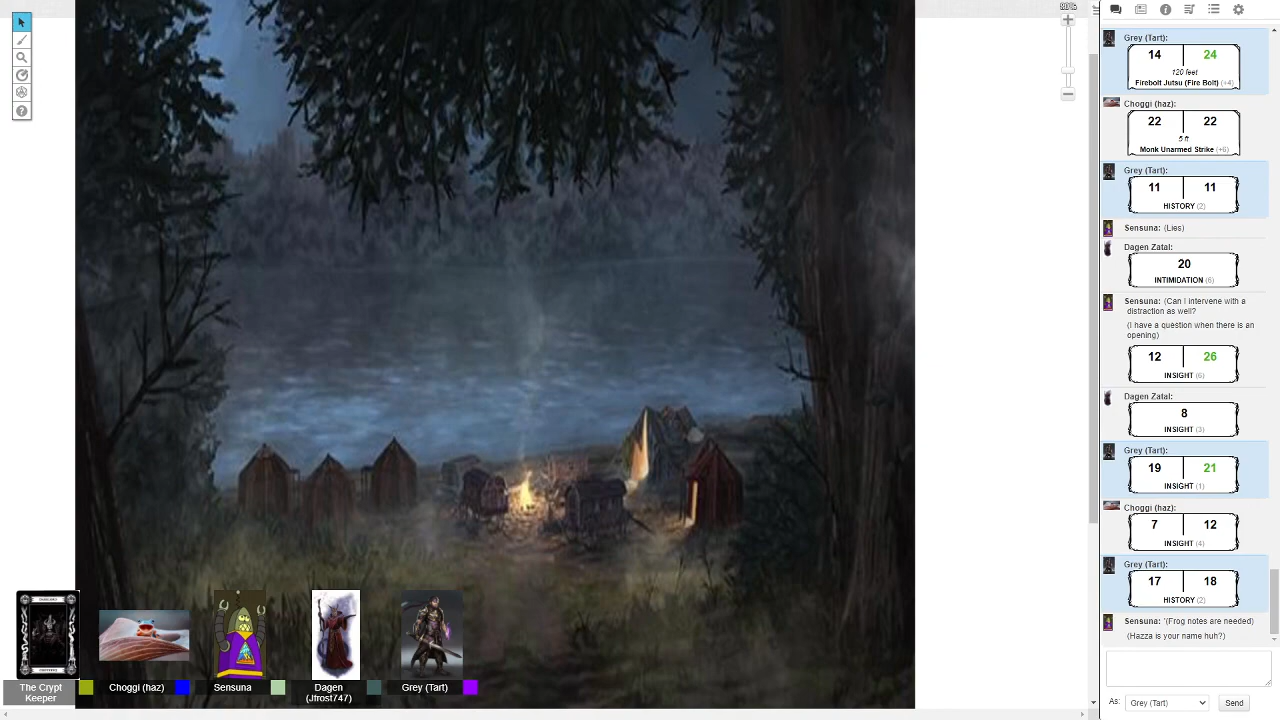 Grey (Tart):
14 24
120 feet
Firebolt Jutsu (Fire Bolt) (+4)
Choggi (haz):
22 22
5 ft
Monk Unarmed Strike (+6)
Grey (Tart):
11 11
HISTORY (2)
Sensuna: (Lies)
Dagen Zatal:
20
INTIMIDATION (6)
Sensuna: (Can I intervene with a
distraction as well?
(I have a question when there is an
opening)
12 26
INSIGHT (6)
Dagen Zatal:
8
INSIGHT (3)
Grey (Tart):
19 21
INSIGHT (1)
Choggi (haz):
7 12
INSIGHT (4)
Grey (Tart):
17 18
HISTORY (2)
Sensuna: '(Frog notes are needed)
(Hazza is your name huh?)
As: Grey (Tart) Send
The Crypt
Keeper
Choggi (haz)
Sensuna
Dagen
(Jfrost747)
Grey (Tart)